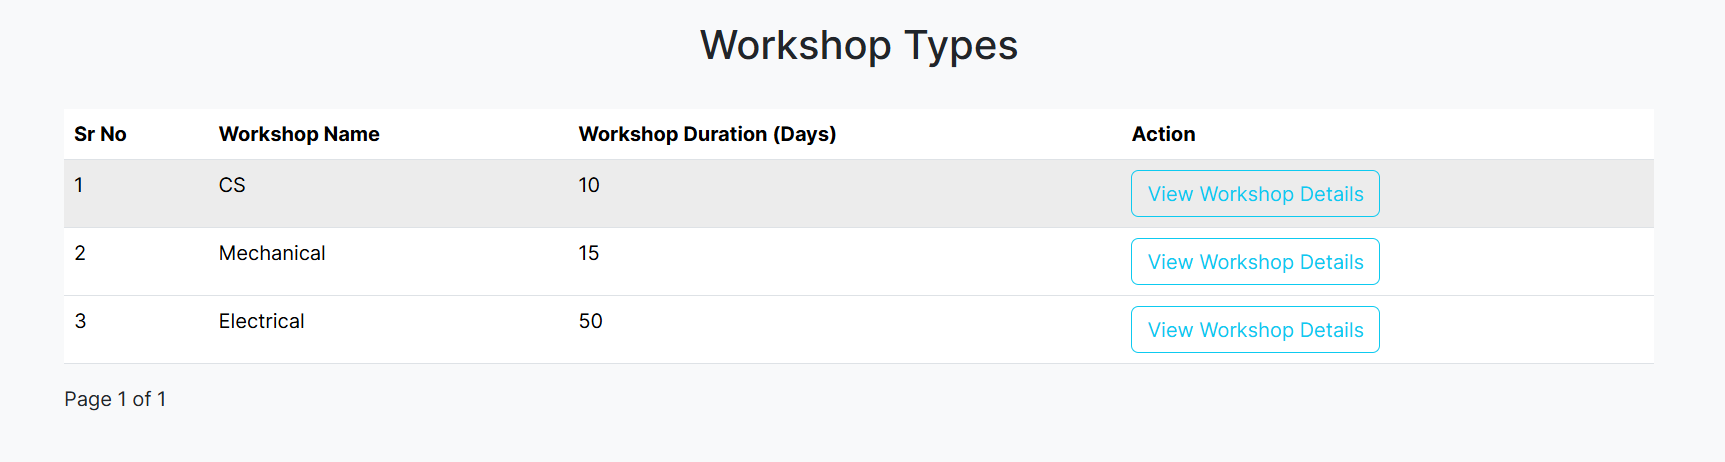 Workshop Types
Sr No Workshop Name Workshop Duration (Days) Action
1 CS 10 View Workshop Details
2 Mechanical 15 View Workshop Details
3 Electrical 50 View Workshop Details
Page 1 of 1